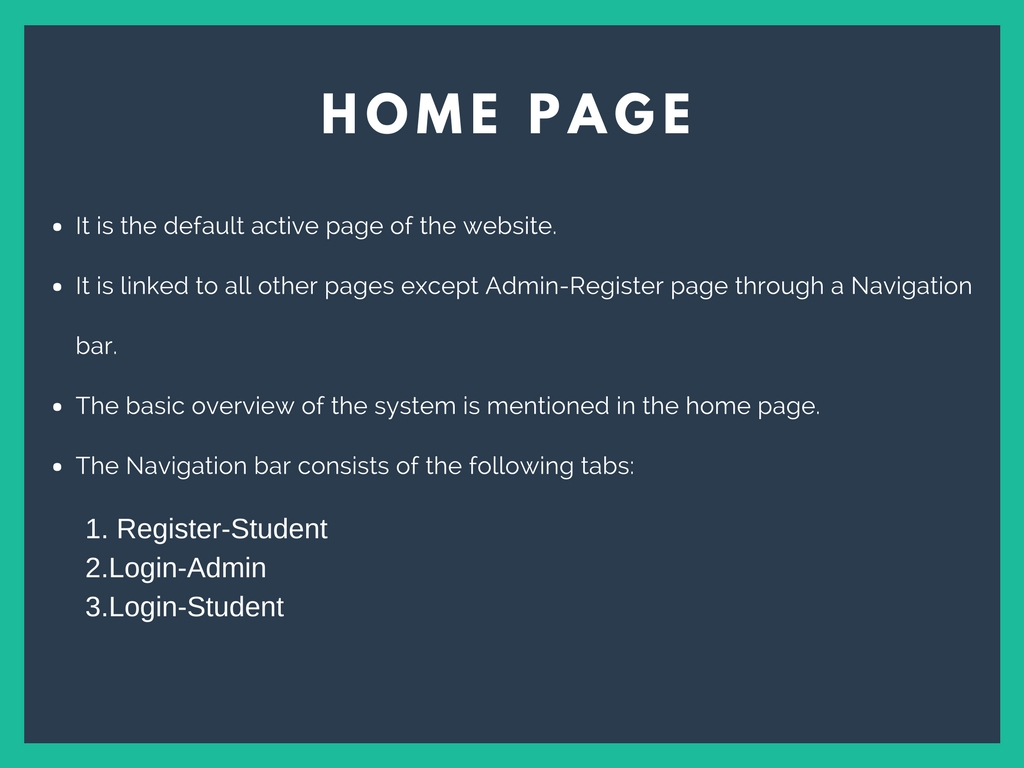 HOME PAGE
• It is the default active page of the website.
• It is linked to all other pages except Admin-Register page through a Navigation
bar.
• The basic overview of the system is mentioned in the home page.
• The Navigation bar consists of the following tabs:
1. Register-Student
2.Login-Admin
3.Login-Student